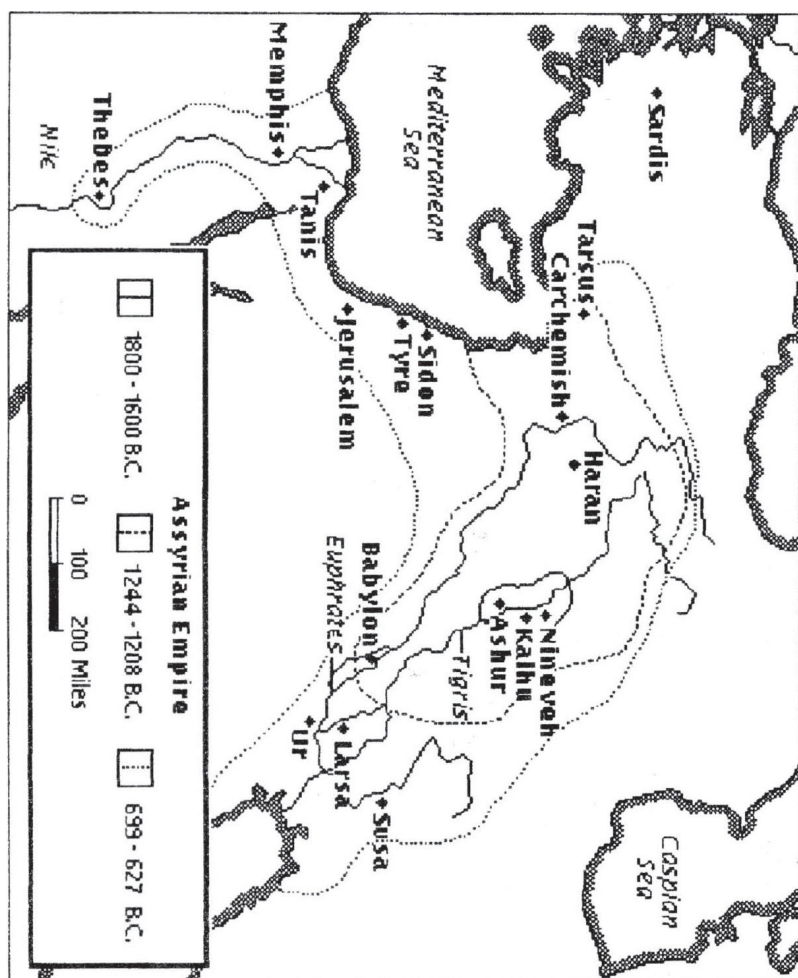 Sardis
Mediterranean
Sea
Caspian
Sea
Tarsus
Carchemish
Haran
Nineveh
Kalhu
Ashur
Tigris
Sidon
Tyre
Jerusalem
Babylon
Euphrates
Susa
Larsa
Ur
Memphis
Tanis
Thebes
Nile
Assyrian Empire
1800 - 1600 B.C.
1244 - 1208 B.C.
699 - 627 B.C.
0 100 200 Miles